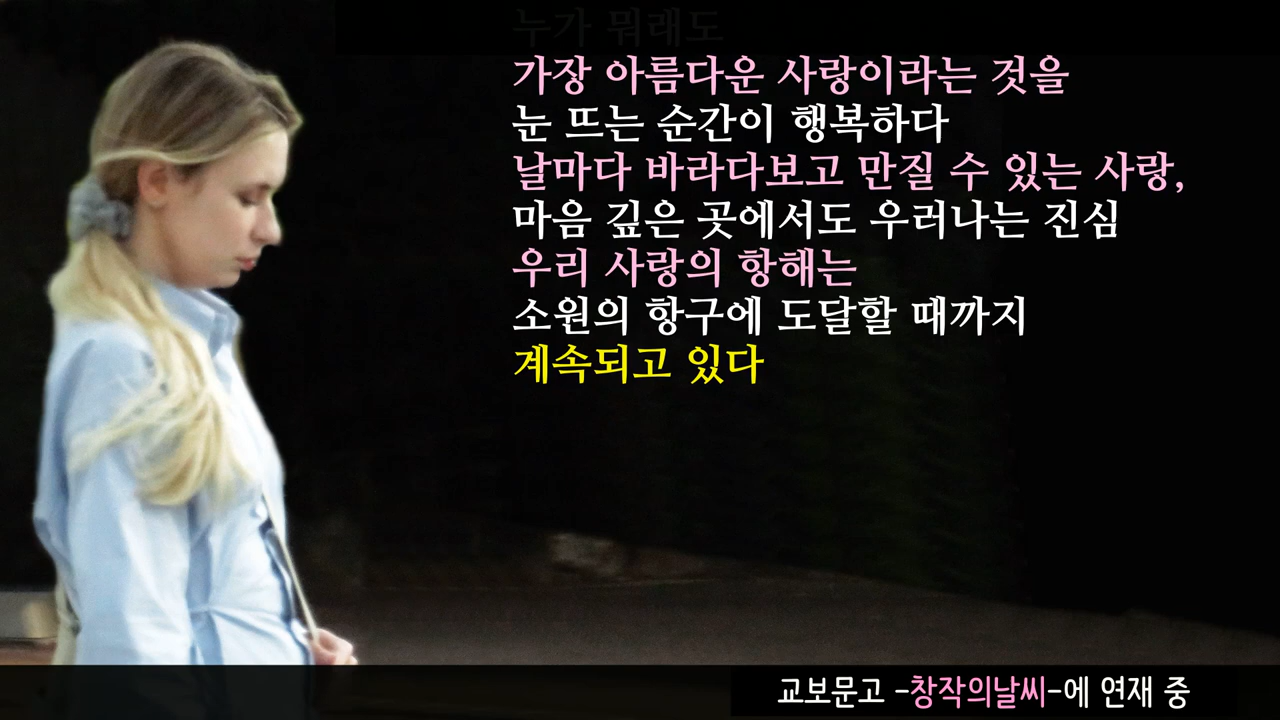 누가 뭐래도
가장 아름다운 사랑이라는 것을
눈 뜨는 순간이 행복하다
날마다 바라다보고 만질 수 있는 사랑,
마음 깊은 곳에서도 우러나는 진심
우리 사랑의 항해는
소원의 항구에 도달할 때까지
계속되고 있다
교보문고 -창작의날씨-에 연재 중